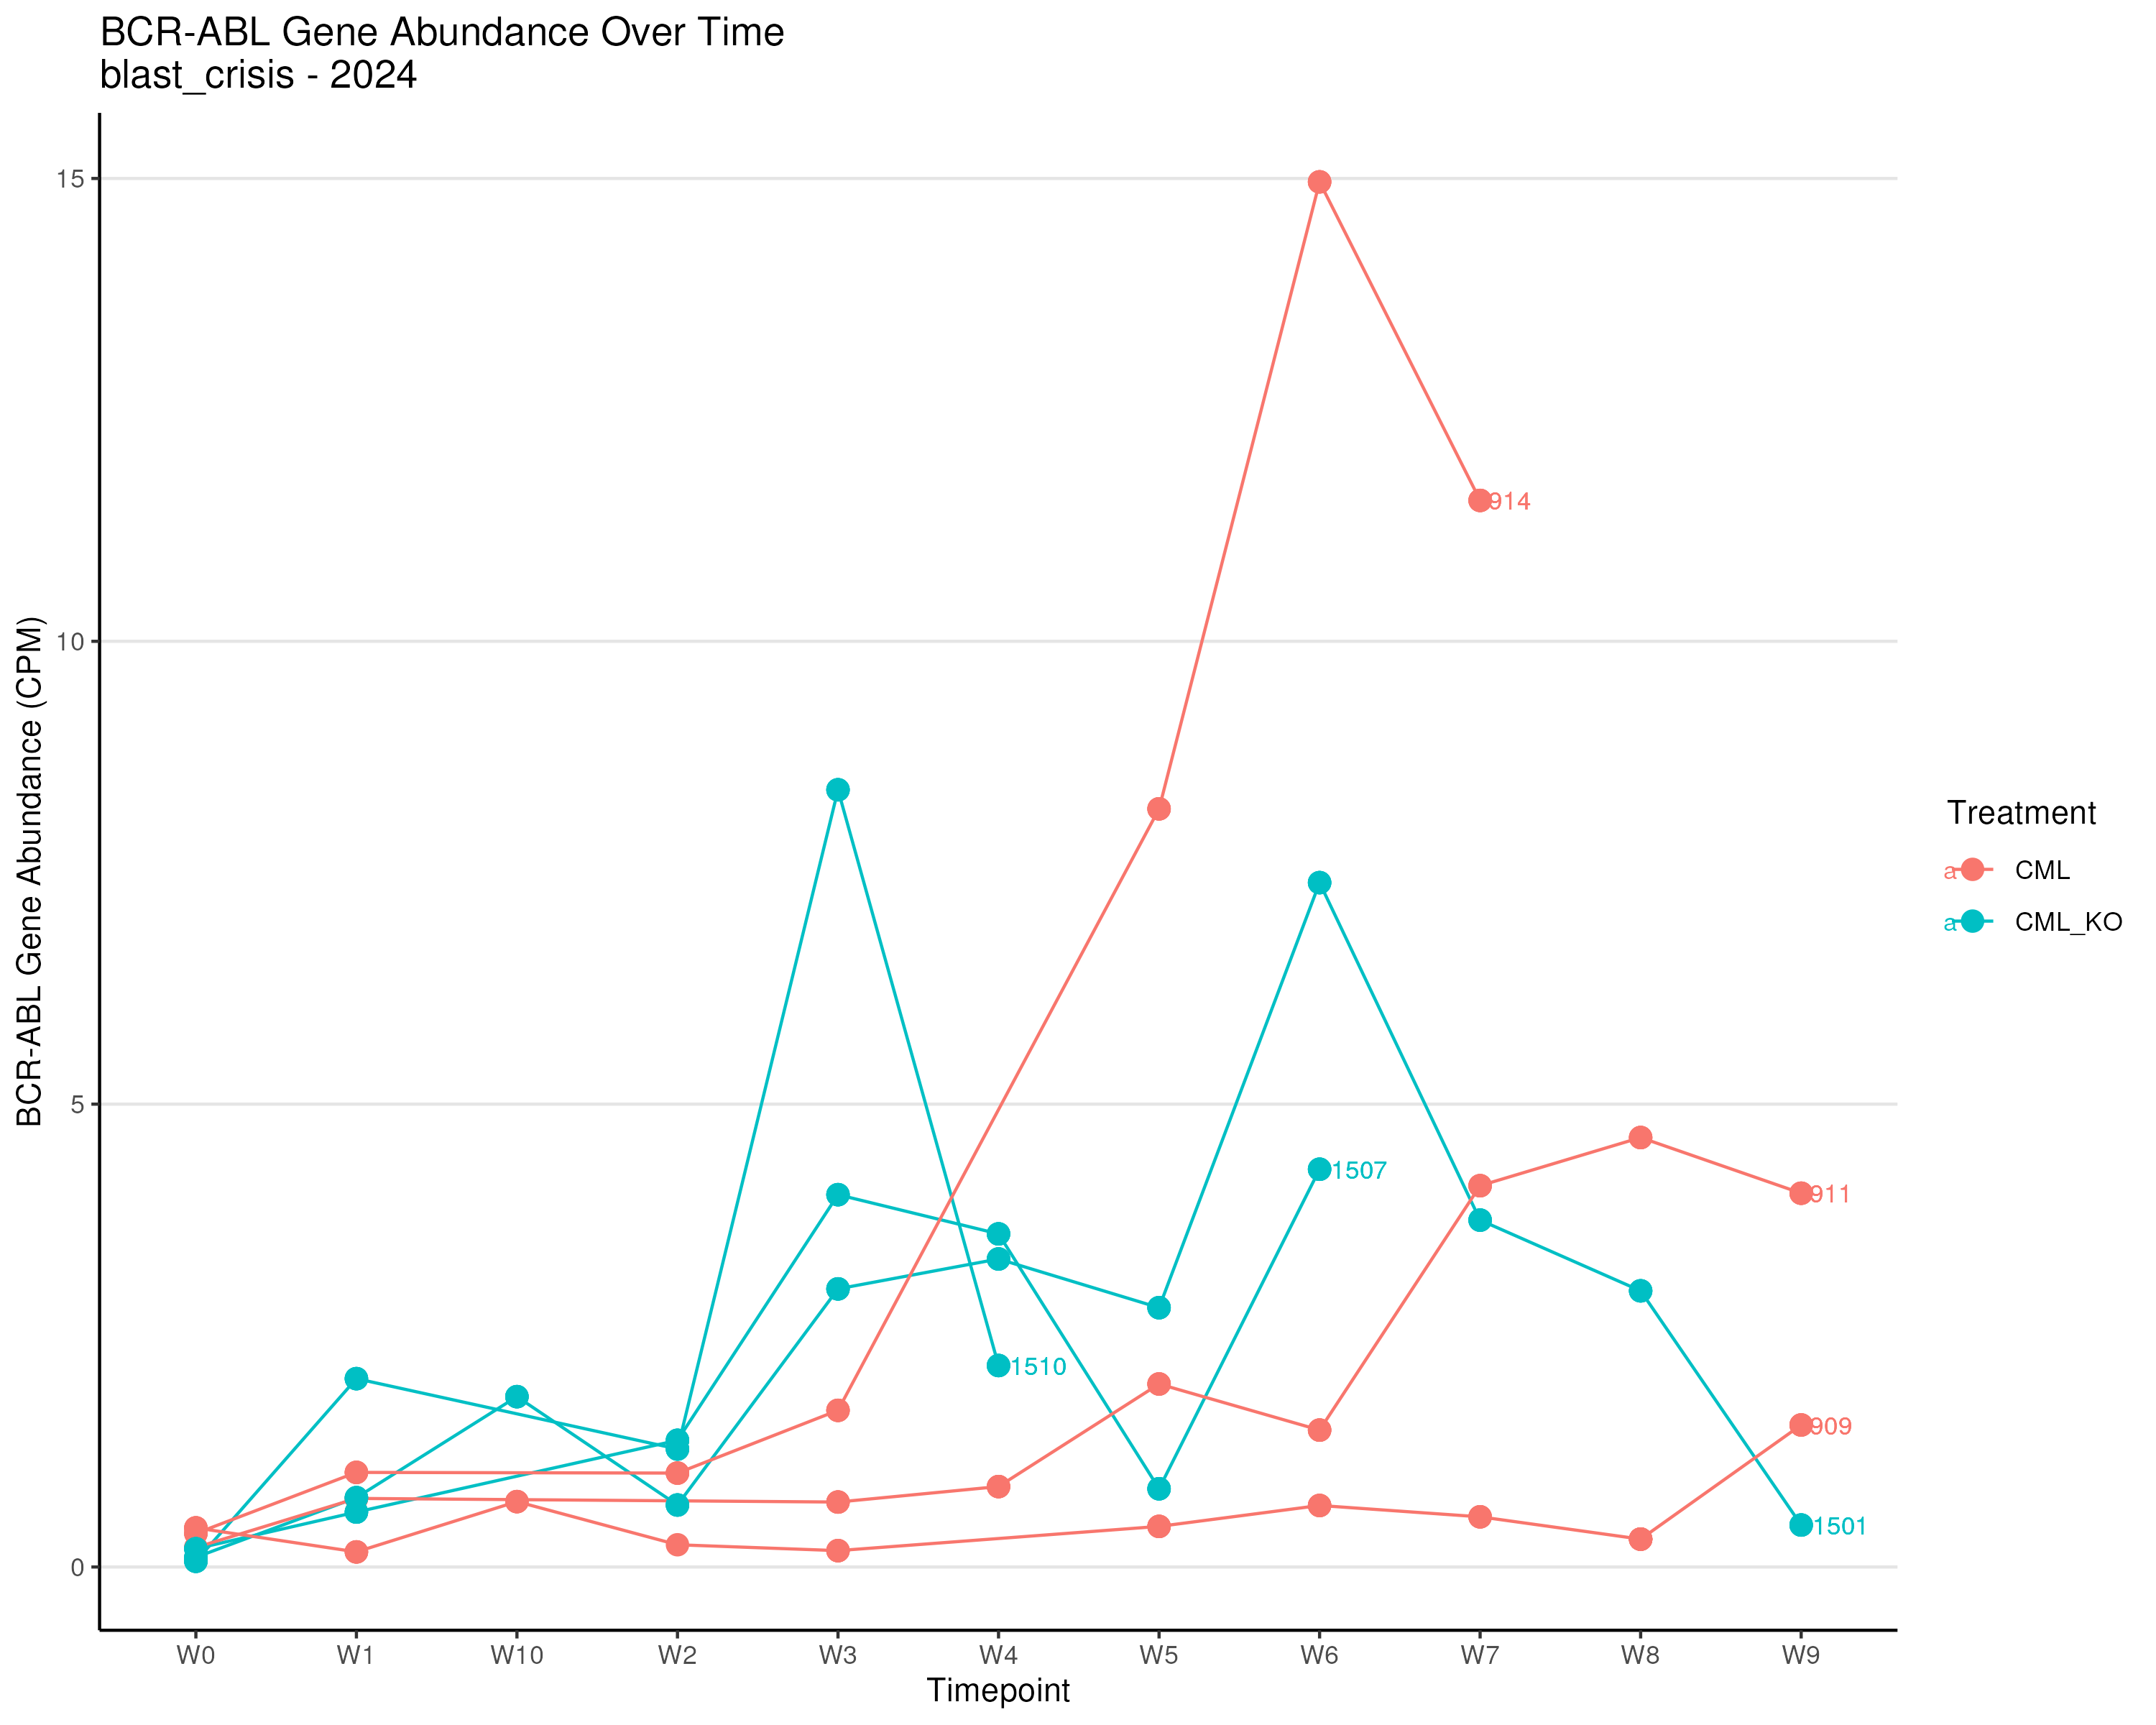 BCR-ABL Gene Abundance Over Time
blast_crisis - 2024
BCR-ABL Gene Abundance (CPM)
15
10
5
0
914
1507
911
1510
909
1501
W0 W1 W10 W2 W3 W4 W5 W6 W7 W8 W9
Timepoint
Treatment
a CML
a CML_KO